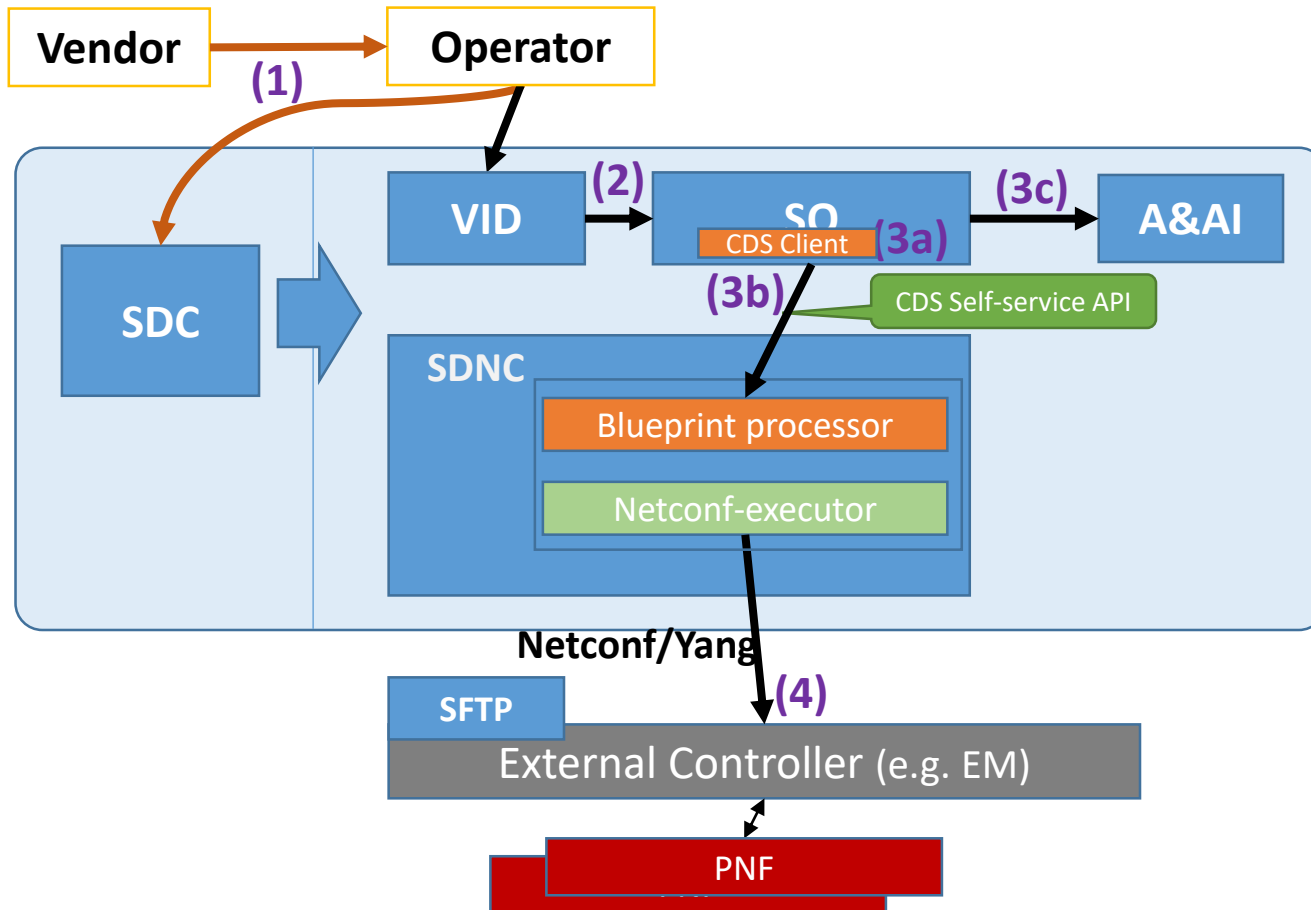 Vendor
Operator
(1)
VID
(2)
SO
(3c)
A&AI
CDS Client
(3a)
(3b)
CDS Self-service API
SDC
SDNC
Blueprint processor
Netconf-executor
Netconf/Yang
(4)
SFTP
External Controller (e.g. EM)
PNF